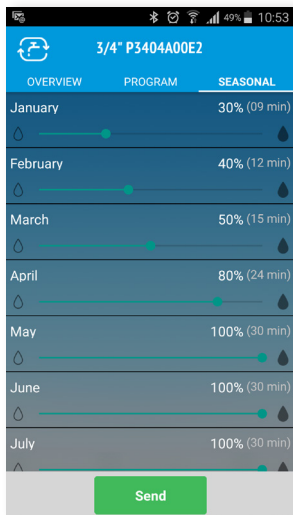 49% 10:53
3/4" P3404A00E2
OVERVIEW PROGRAM SEASONAL
January 30% (09 min)
February 40% (12 min)
March 50% (15 min)
April 80% (24 min)
May 100% (30 min)
June 100% (30 min)
July 100% (30 min)
Send